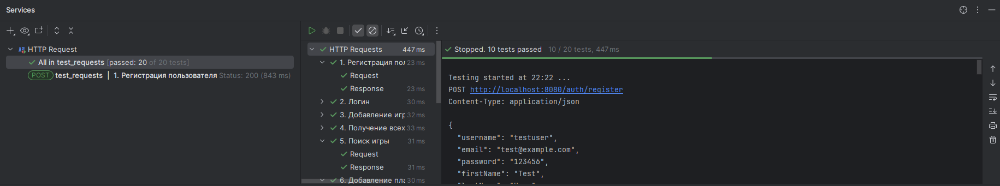 Services
HTTP Request
All in test_requests [passed: 20 of 20 tests]
POST test_requests | 1. Регистрация пользователя Status: 200 (843 ms)
HTTP Requests 447 ms
1. Регистрация пол 23 ms
Request
Response 23 ms
2. Логин 30 ms
3. Добавление игр 32 ms
4. Получение всех 33 ms
5. Поиск игры 31 ms
Request
Response 31 ms
6. Добавление пла 30 ms
Stopped. 10 tests passed 10 / 20 tests, 447 ms
Testing started at 22:22 ...
POST http://localhost:8080/auth/register
Content-Type: application/json
{
"username": "testuser",
"email": "test@example.com",
"password": "123456",
"firstName": "Test",